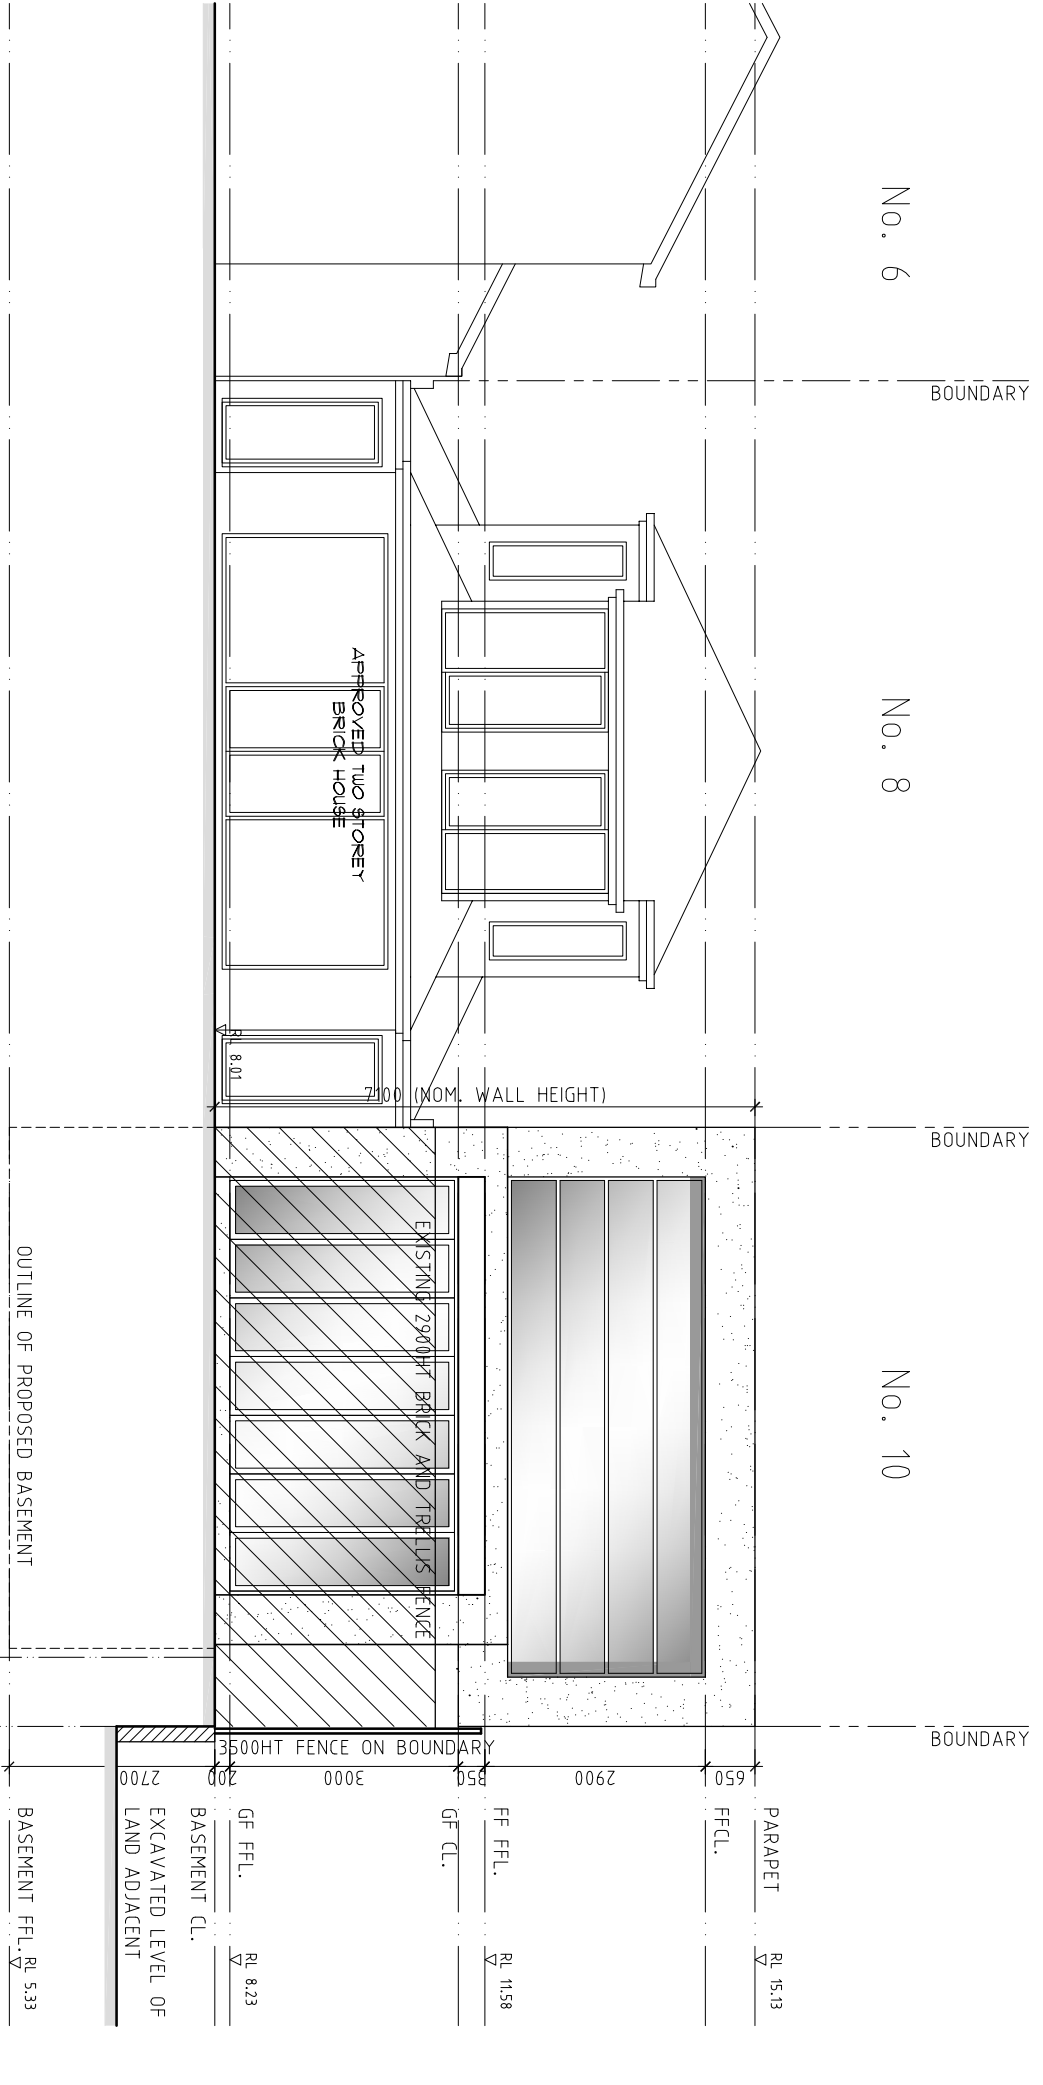 No. 6
No. 8
No. 10
BOUNDARY
BOUNDARY
BOUNDARY
APPROVED TWO STOREY
BRICK HOUSE
RL 8.01
7100 (NOM. WALL HEIGHT)
EXISTING 2900HT BRICK AND TRELLIS FENCE
OUTLINE OF PROPOSED BASEMENT
3500HT FENCE ON BOUNDARY
650
2900
350
3000
200
2700
PARAPET
RL 15.13
FFCL.
FF FFL.
RL 11.58
GF CL.
GF FFL.
RL 8.23
BASEMENT CL.
EXCAVATED LEVEL OF
LAND ADJACENT
BASEMENT FFL.
RL 5.33